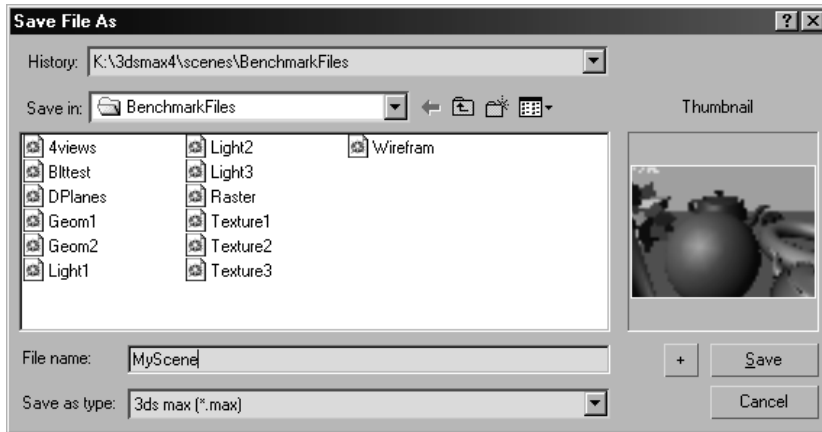 Save File As
History: K:\3dsmax4\scenes\BenchmarkFiles
Save in: BenchmarkFiles
Thumbnail
4views
Blttest
DPlanes
Geom1
Geom2
Light1
Light2
Light3
Raster
Texture1
Texture2
Texture3
Wirefram
File name: MyScene
+ Save
Save as type: 3ds max (*.max)
Cancel